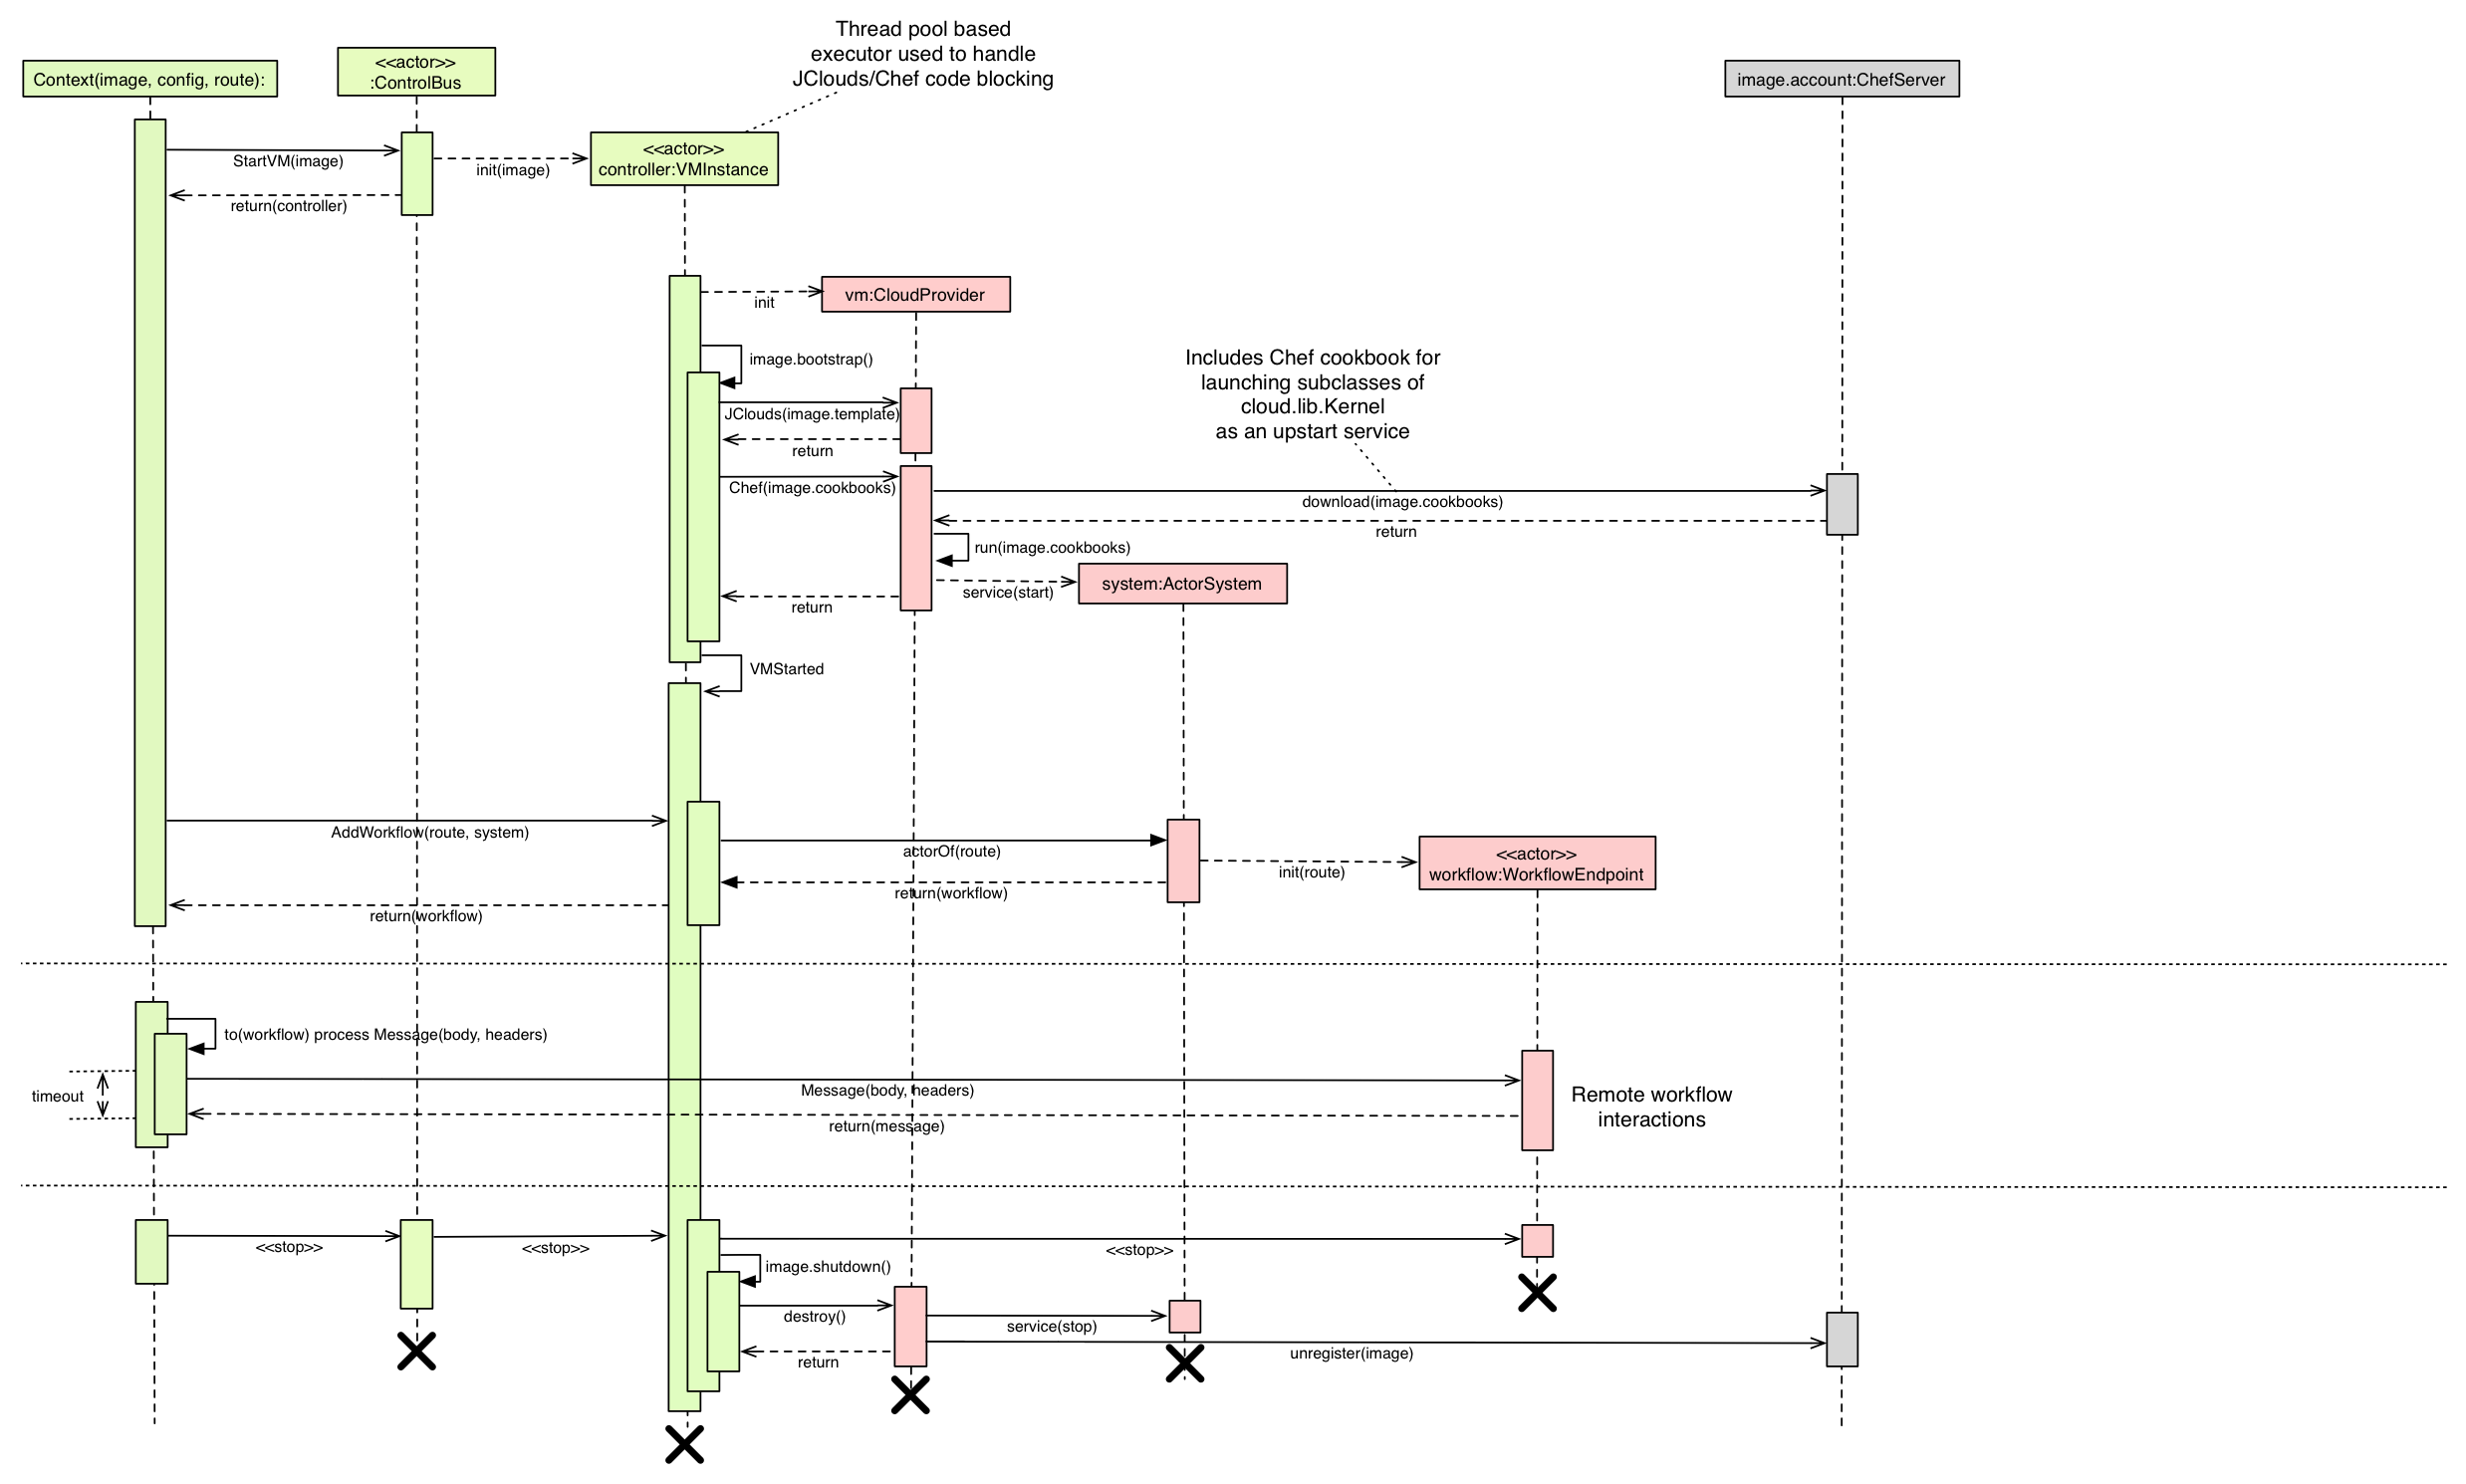 Thread pool based
executor used to handle
JClouds/Chef code blocking
Context(image, config, route):
<<actor>>
:ControlBus
image.account:ChefServer
<<actor>>
controller:VMInstance
StartVM(image)
init(image)
return(controller)
init
vm:CloudProvider
image.bootstrap()
Includes Chef cookbook for
launching subclasses of
cloud.lib.Kernel
as an upstart service
JClouds(image.template)
return
Chef(image.cookbooks)
download(image.cookbooks)
return
run(image.cookbooks)
service(start)
system:ActorSystem
return
VMStarted
AddWorkflow(route, system)
actorOf(route)
<<actor>>
workflow:WorkflowEndpoint
init(route)
return(workflow)
return(workflow)
to(workflow) process Message(body, headers)
timeout
Message(body, headers)
Remote workflow
interactions
return(message)
<<stop>>
<<stop>>
<<stop>>
image.shutdown()
destroy()
service(stop)
return
unregister(image)